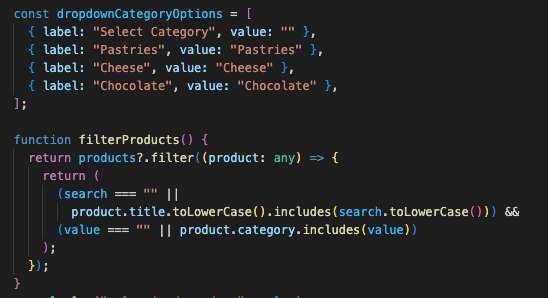 const dropdownCategoryOptions = [
  { label: "Select Category", value: "" },
  { label: "Pastries", value: "Pastries" },
  { label: "Cheese", value: "Cheese" },
  { label: "Chocolate", value: "Chocolate" },
];

function filterProducts() {
  return products?.filter((product: any) => {
    return (
      (search === "" ||
        product.title.toLowerCase().includes(search.toLowerCase())) &&
      (value === "" || product.category.includes(value))
    );
  });
}